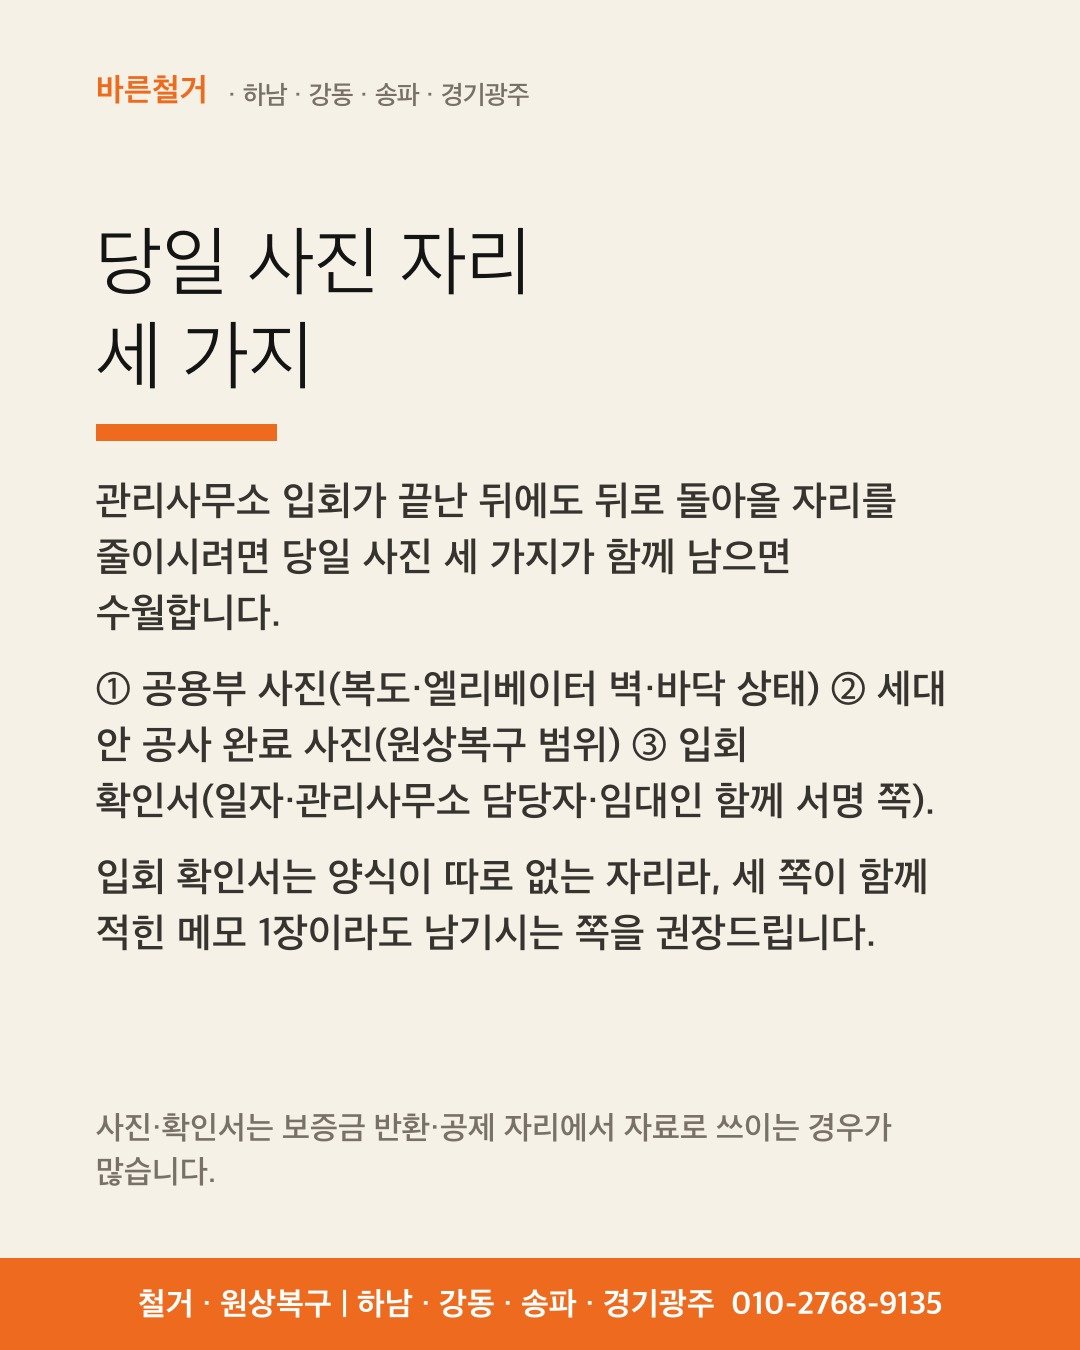 바른철거 · 하남 · 강동 · 송파 · 경기광주
당일 사진 자리
세 가지
관리사무소 입회가 끝난 뒤에도 뒤로 돌아올 자리를
줄이시려면 당일 사진 세 가지가 함께 남으면
수월합니다.
① 공용부 사진(복도·엘리베이터 벽·바닥 상태) ② 세대
안 공사 완료 사진(원상복구 범위) ③ 입회
확인서(일자·관리사무소 담당자·임대인 함께 서명 쪽).
입회 확인서는 양식이 따로 없는 자리라, 세 쪽이 함께
적힌 메모 1장이라도 남기시는 쪽을 권장드립니다.
사진·확인서는 보증금 반환·공제 자리에서 자료로 쓰이는 경우가
많습니다.
철거 · 원상복구 | 하남 · 강동 · 송파 · 경기광주 010-2768-9135